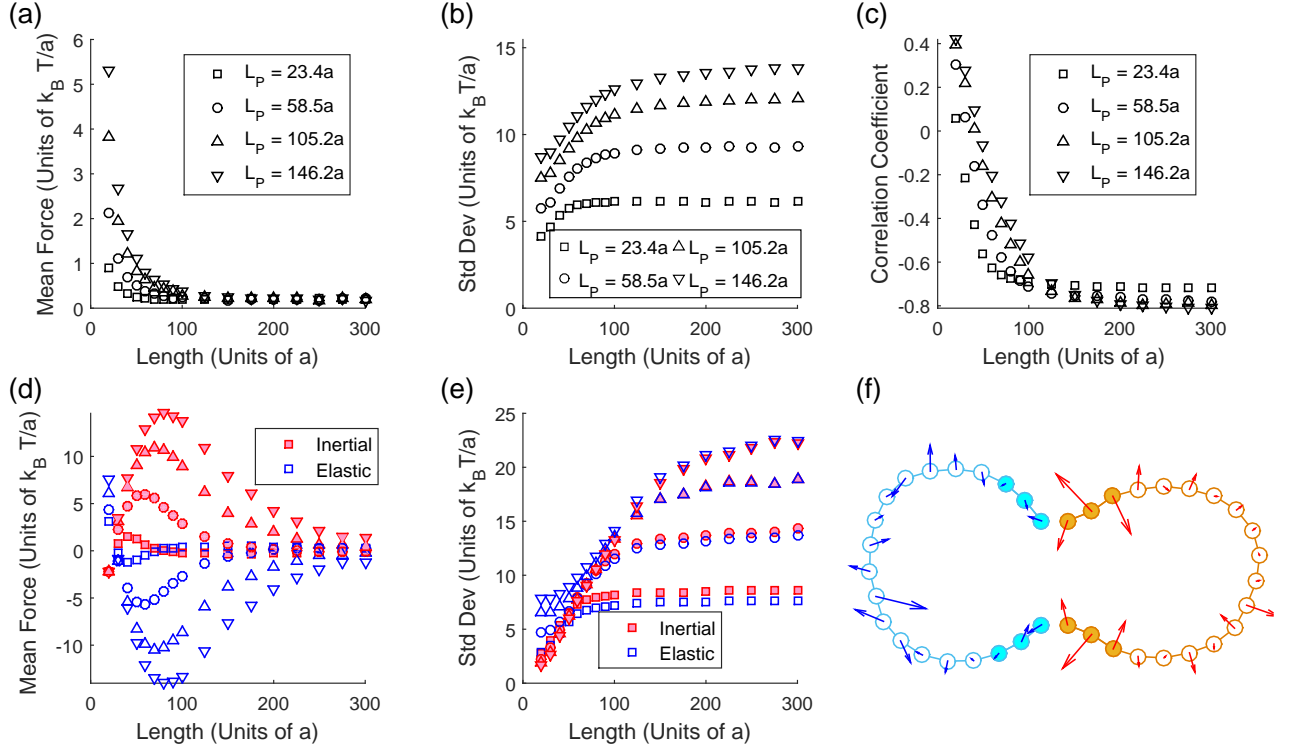 (a)
Mean Force (Units of k_B T/a)
6
5
4
3
2
1
0
0
100
200
300
Length (Units of a)
L_P = 23.4a
L_P = 58.5a
L_P = 105.2a
L_P = 146.2a
(b)
Std Dev (Units of k_B T/a)
15
10
5
0
0
100
200
300
Length (Units of a)
L_P = 23.4a
L_P = 105.2a
L_P = 58.5a
L_P = 146.2a
(c)
Correlation Coefficient
0.4
0.2
0
-0.2
-0.4
-0.6
-0.8
0
100
200
300
Length (Units of a)
L_P = 23.4a
L_P = 58.5a
L_P = 105.2a
L_P = 146.2a
(d)
Mean Force (Units of k_B T/a)
10
5
0
-5
-10
0
100
200
300
Length (Units of a)
Inertial
Elastic
(e)
Std Dev (Units of k_B T/a)
25
20
15
10
5
0
0
100
200
300
Length (Units of a)
Inertial
Elastic
(f)